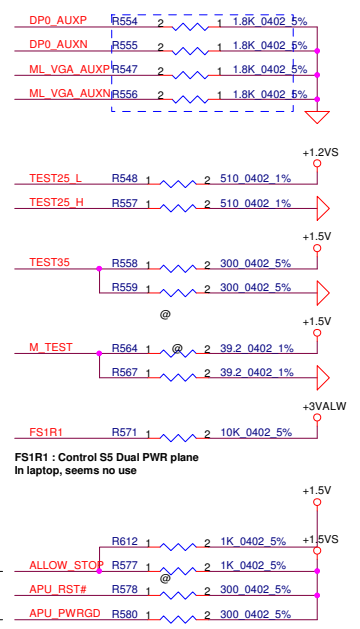 DP0_AUXP R554 2 1 1.8K_0402_5%
DP0_AUXN R555 2 1 1.8K_0402_5%
ML_VGA_AUXP R547 2 1 1.8K_0402_5%
ML_VGA_AUXN R556 2 1 1.8K_0402_5%
+1.2VS
TEST25_L R548 1 2 510_0402_1%
TEST25_H R557 1 2 510_0402_1%
+1.5V
TEST35 R558 1 2 300_0402_5%
R559 1 2 300_0402_5%
@
+1.5V
M_TEST R564 1 @ 2 39.2_0402_1%
R567 1 2 39.2_0402_1%
+3VALW
FS1R1 R571 1 2 10K_0402_5%
FS1R1 : Control S5 Dual PWR plane
In laptop, seems no use
+1.5V
R612 1 2 1K_0402_5% +1.5VS
ALLOW_STOP R577 1 2 1K_0402_5%
@
APU_RST# R578 1 2 300_0402_5%
APU_PWRGD R580 1 2 300_0402_5%